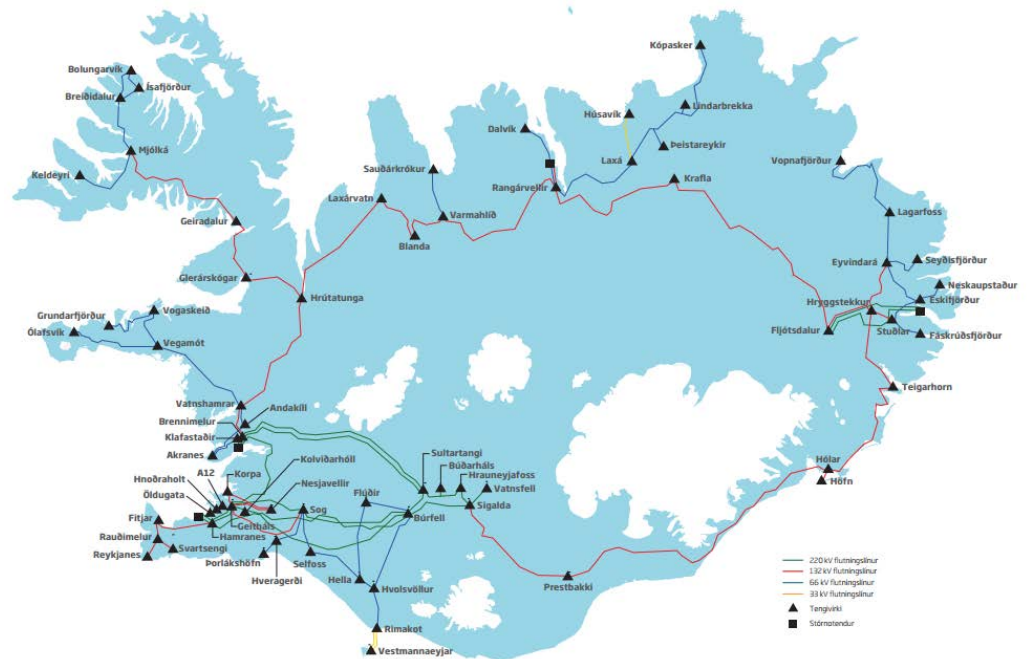 Kópasker
Bolungarvík
Ísafjörður
Breiðidalur
Lindarbrekka
Húsavík
Dalvík
Mjólká
Þeistareykir
Keldeyri
Sauðárkrókur
Laxá
Vopnafjörður
Rangárvellir
Krafla
Laxárvatn
Varmahlíð
Lagarfoss
Geiradalur
Blanda
Eyvindará
Seyðisfjörður
Glerárskógar
Neskaupstaður
Hrútatunga
Hryggstekkur
Eskifjörður
Vogaskeið
Grundarfjörður
Ólafsvík
Fljótsdalur
Stuðlar
Fáskrúðsfjörður
Vegamót
Teigarhorn
Vatnshamrar
Andakíll
Brennimelur
Klafastaðir
Akranes
Sultartangi
Búðarháls
Hrauneyjafoss
Vatnsfell
Hólar
Höfn
Kolviðarhóll
A12
Korpa
Nesjavellir
Hnoðraholt
Öldugata
Flúðir
Sog
Sigalda
Fitjar
Geitháls
Búrfell
Rauðimelur
Hamranes
Reykjanes
Svartsengi
Þorlákshöfn
Selfoss
Hveragerði
Hella
Hvolsvöllur
Prestbakki
Rimakot
Vestmannaeyjar
220 kV flutningslínur
132 kV flutningslínur
66 kV flutningslínur
33 kV flutningslínur
Tengivirki
Stórnotendur